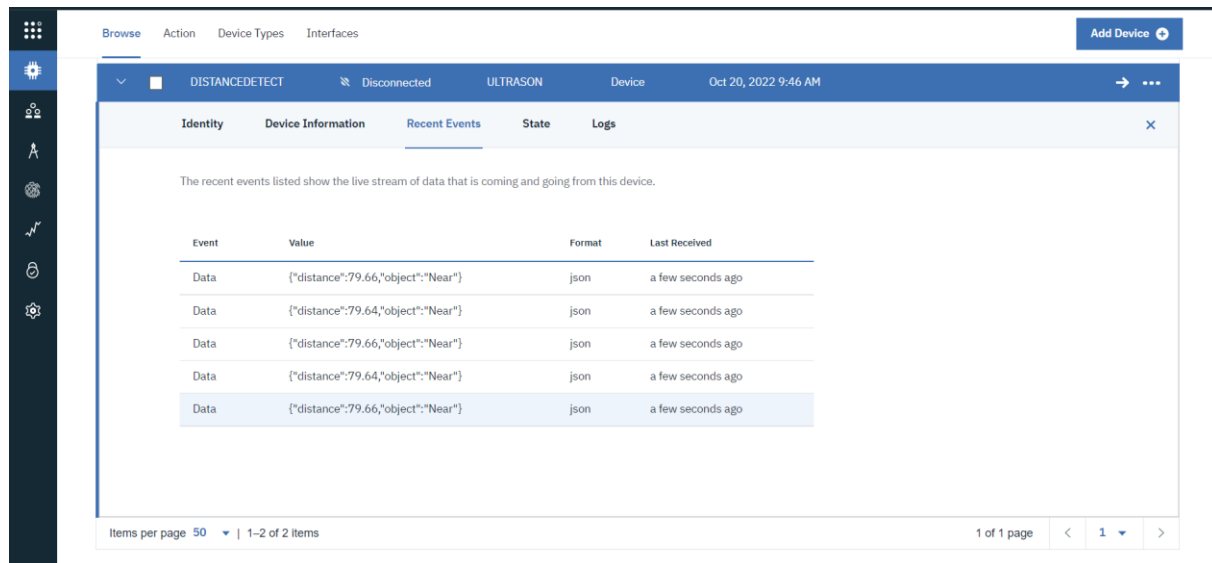 Browse Action Device Types Interfaces Add Device
DISTANCEDETECT Disconnected ULTRASON Device Oct 20, 2022 9:46 AM
Identity Device Information Recent Events State Logs
The recent events listed show the live stream of data that is coming and going from this device.
Event Value Format Last Received
Data {"distance":79.66,"object":"Near"} json a few seconds ago
Data {"distance":79.64,"object":"Near"} json a few seconds ago
Data {"distance":79.66,"object":"Near"} json a few seconds ago
Data {"distance":79.64,"object":"Near"} json a few seconds ago
Data {"distance":79.66,"object":"Near"} json a few seconds ago
Items per page 50 | 1–2 of 2 items 1 of 1 page 1